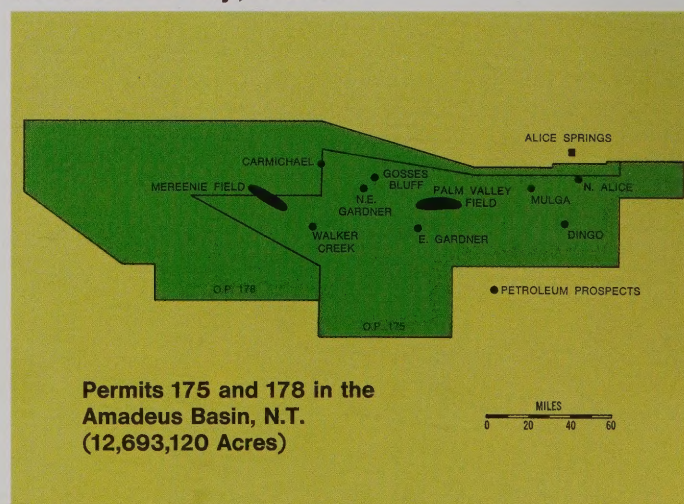 ALICE SPRINGS
CARMICHAEL
GOSSES
BLUFF
MEREENIE FIELD
N.E.
GARDNER
PALM VALLEY
FIELD
MULGA
N. ALICE
WALKER
CREEK
E. GARDNER
DINGO
O.P. 178
PETROLEUM PROSPECTS
O.P. 175
Permits 175 and 178 in the
Amadeus Basin, N.T.
(12,693,120 Acres)
MILES
0 20 40 60